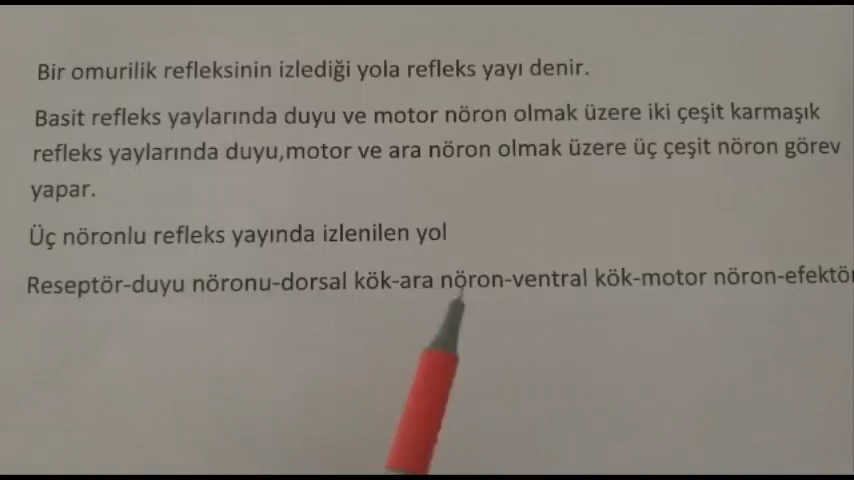 Bir omurilik refleksinin izlediği yola refleks yayı denir.
Basit refleks yaylarında duyu ve motor nöron olmak üzere iki çeşit karmaşık
refleks yaylarında duyu,motor ve ara nöron olmak üzere üç çeşit nöron görev
yapar.
Üç nöronlu refleks yayında izlenilen yol
Reseptör-duyu nöronu-dorsal kök-ara nöron-ventral kök-motor nöron-efektör